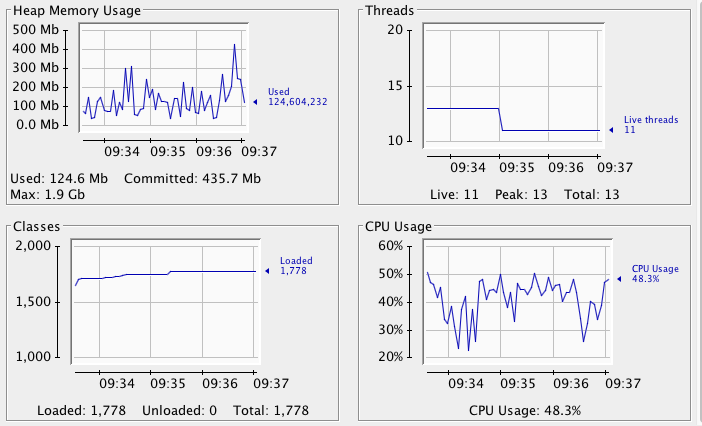 Heap Memory Usage
500 Mb
400 Mb
300 Mb
200 Mb
100 Mb
0.0 Mb
Used
124,604,232
09:34 09:35 09:36 09:37
Used: 124.6 Mb Committed: 435.7 Mb
Max: 1.9 Gb
Threads
20
15
10
Live threads
11
09:34 09:35 09:36 09:37
Live: 11 Peak: 13 Total: 13
Classes
2,000
1,500
1,000
Loaded
1,778
09:34 09:35 09:36 09:37
Loaded: 1,778 Unloaded: 0 Total: 1,778
CPU Usage
60%
50%
40%
30%
20%
CPU Usage
48.3%
09:34 09:35 09:36 09:37
CPU Usage: 48.3%